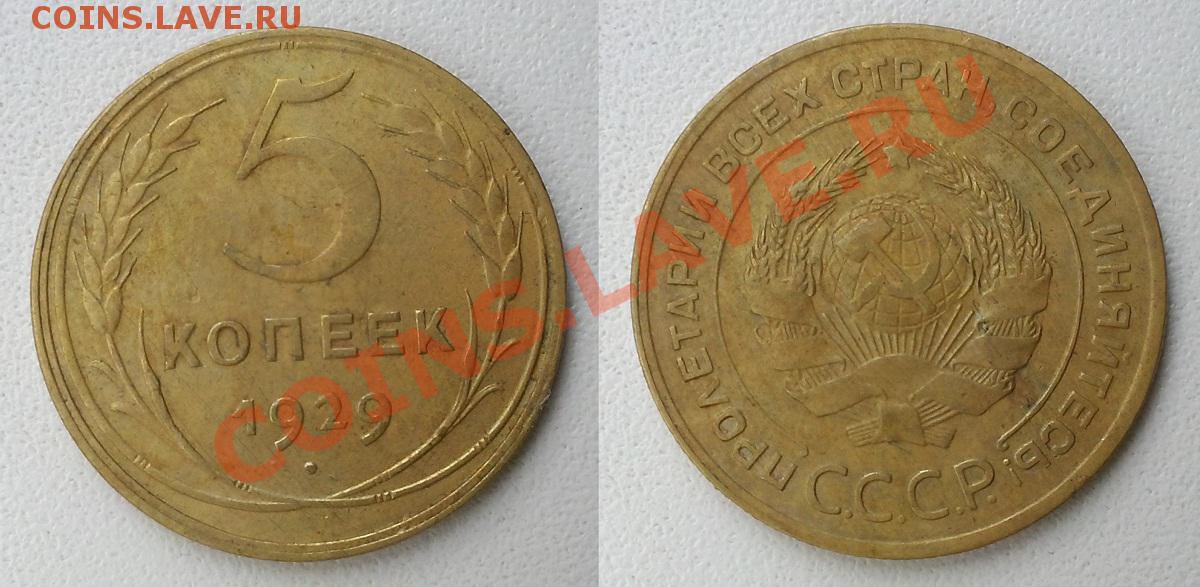 COINS.LAVE.RU
5
КОПЕЕК
1929
ПРОЛЕТАРИИ ВСЕХ СТРАН СОЕДИНЯЙТЕСЬ!
С.С.С.Р.
COINS.LAVE.RU